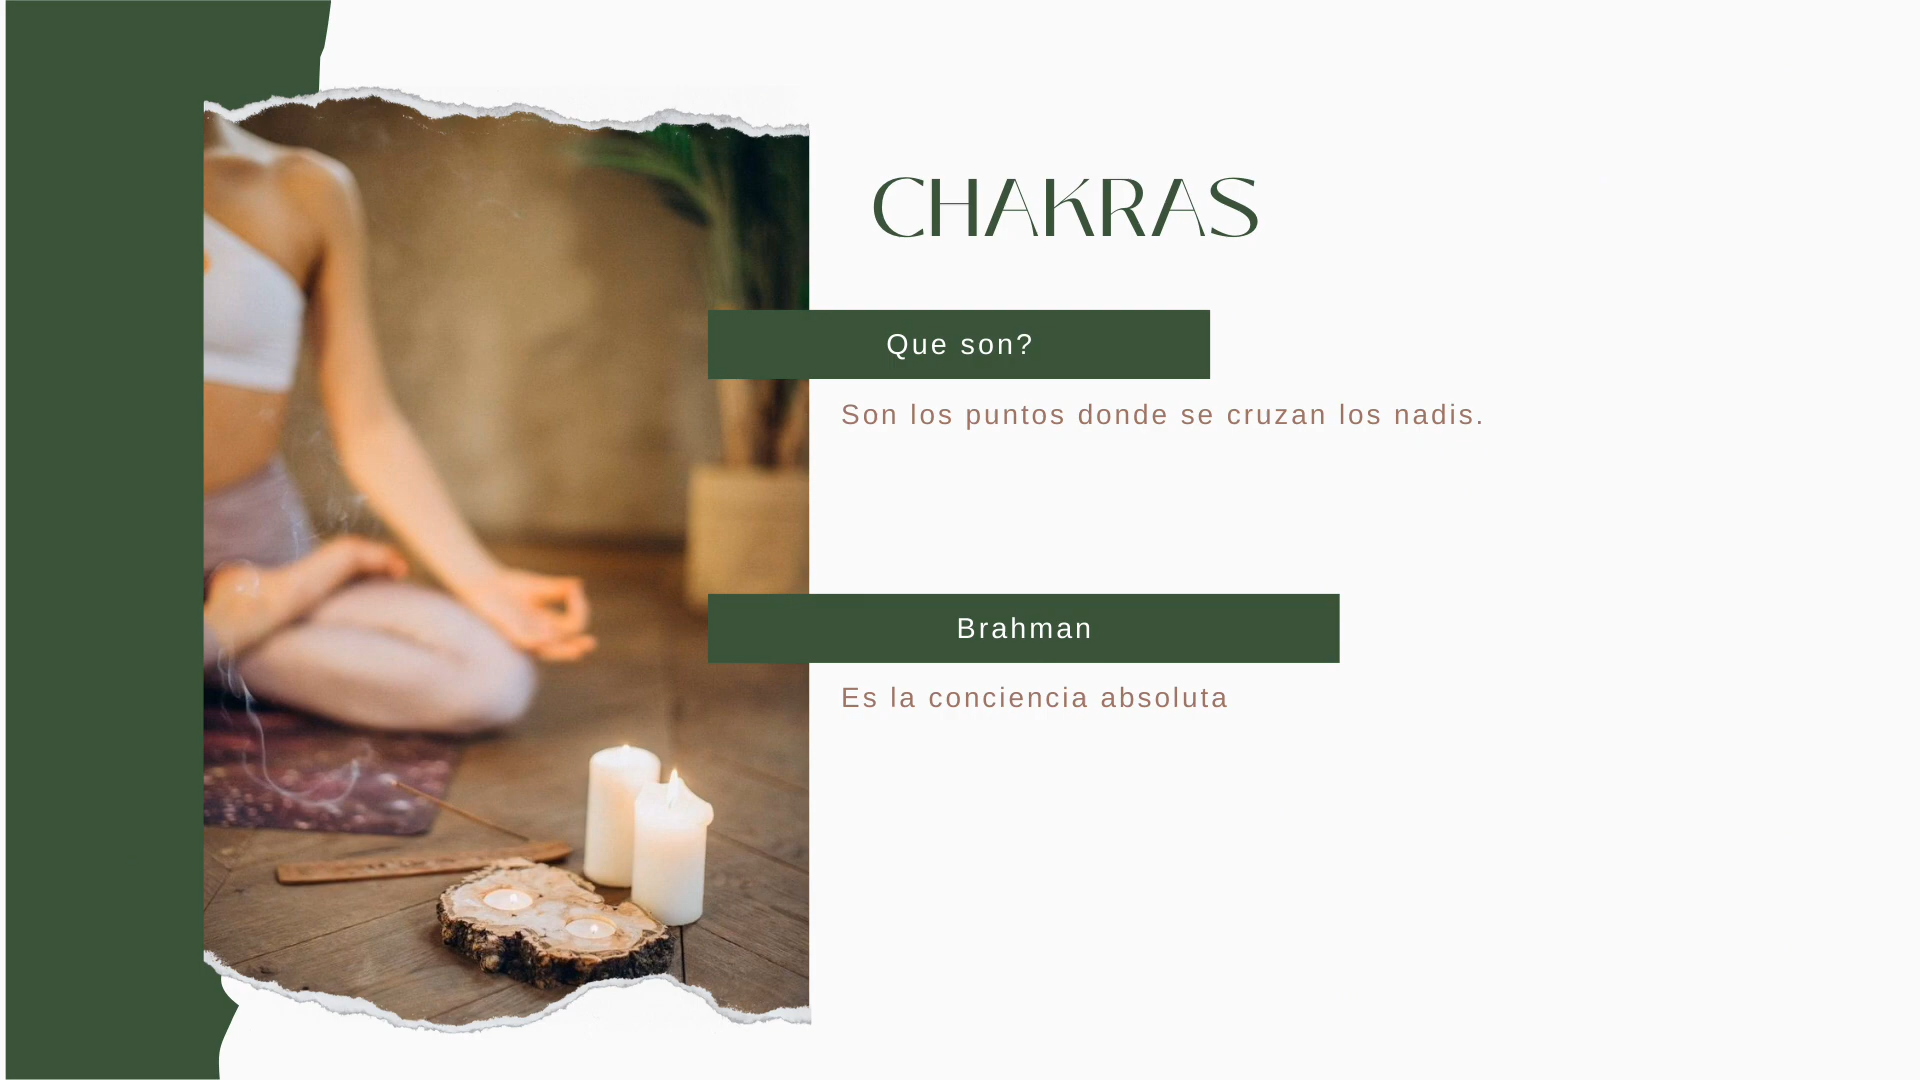 CHAKRAS
Que son?
Son los puntos donde se cruzan los nadis.
Brahman
Es la conciencia absoluta